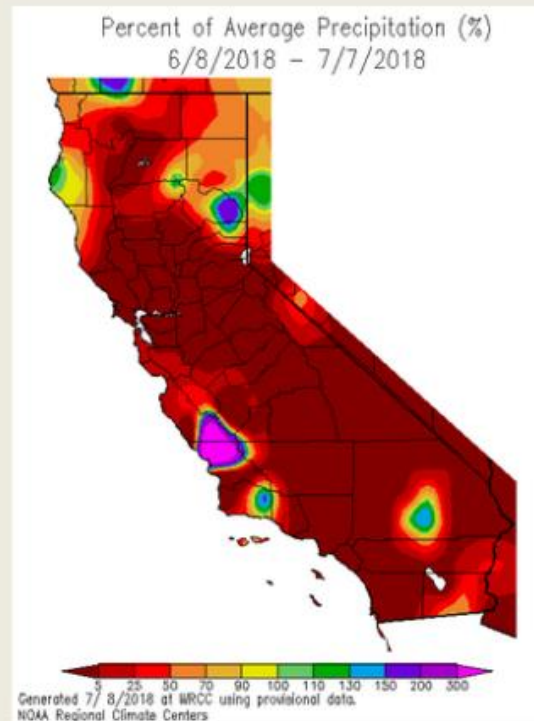 Percent of Average Precipitation (%)
6/8/2018 – 7/7/2018
5 25 50 70 90 100 110 130 150 200 300
Generated 7/ 8/2018 at WRCC using provisional data.
NOAA Regional Climate Centers